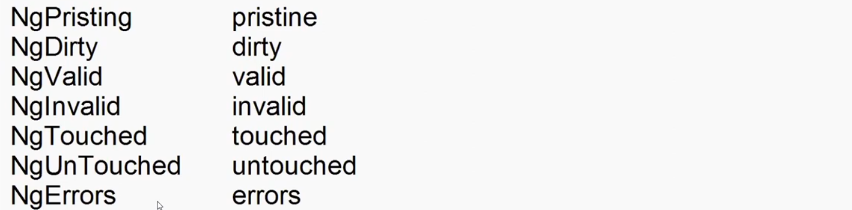 NgPristing pristine
NgDirty dirty
NgValid valid
NgInvalid invalid
NgTouched touched
NgUnTouched untouched
NgErrors errors